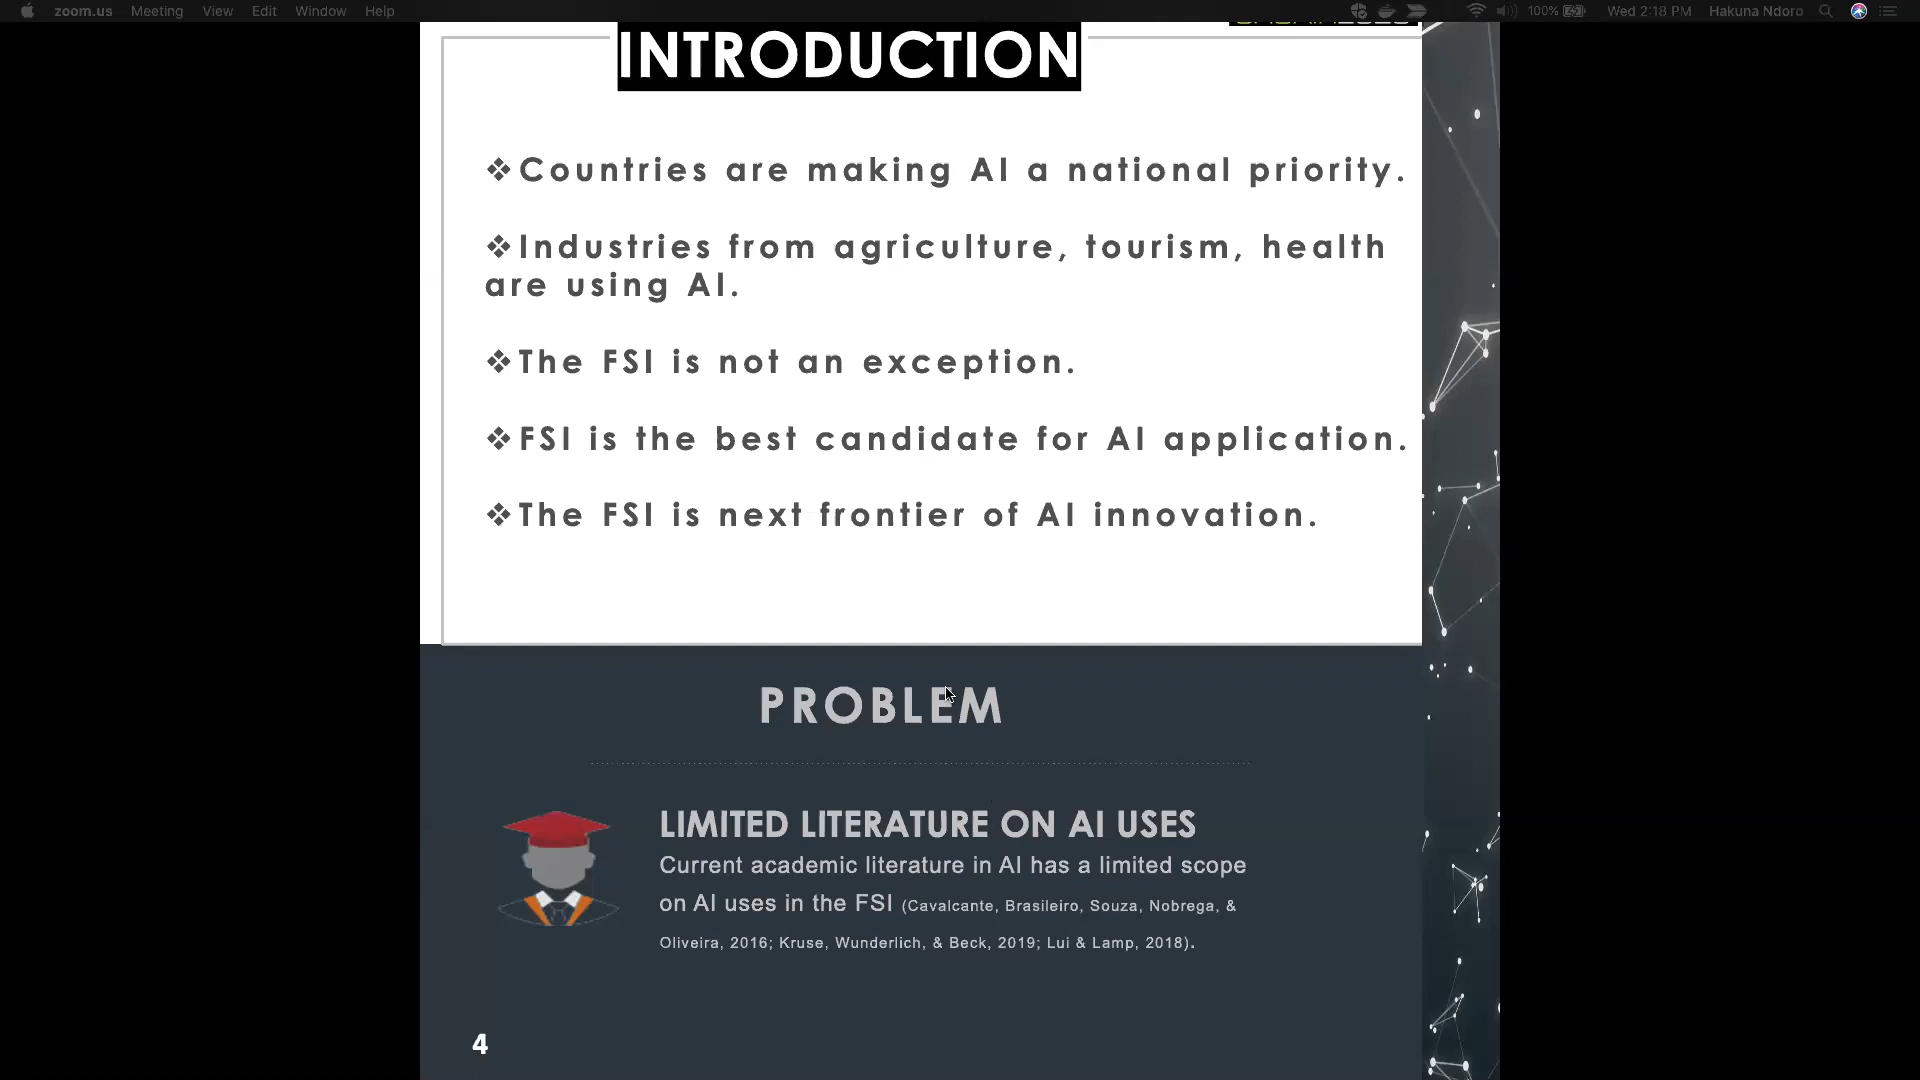 zoom.us Meeting View Edit Window Help 100% Wed 2:18 PM Hakuna Ndoro
INTRODUCTION
❖Countries are making AI a national priority.
❖Industries from agriculture, tourism, health
are using AI.
❖The FSI is not an exception.
❖FSI is the best candidate for AI application.
❖The FSI is next frontier of AI innovation.
PROBLEM
LIMITED LITERATURE ON AI USES
Current academic literature in AI has a limited scope
on AI uses in the FSI (Cavalcante, Brasileiro, Souza, Nobrega, &
Oliveira, 2016; Kruse, Wunderlich, & Beck, 2019; Lui & Lamp, 2018).
4